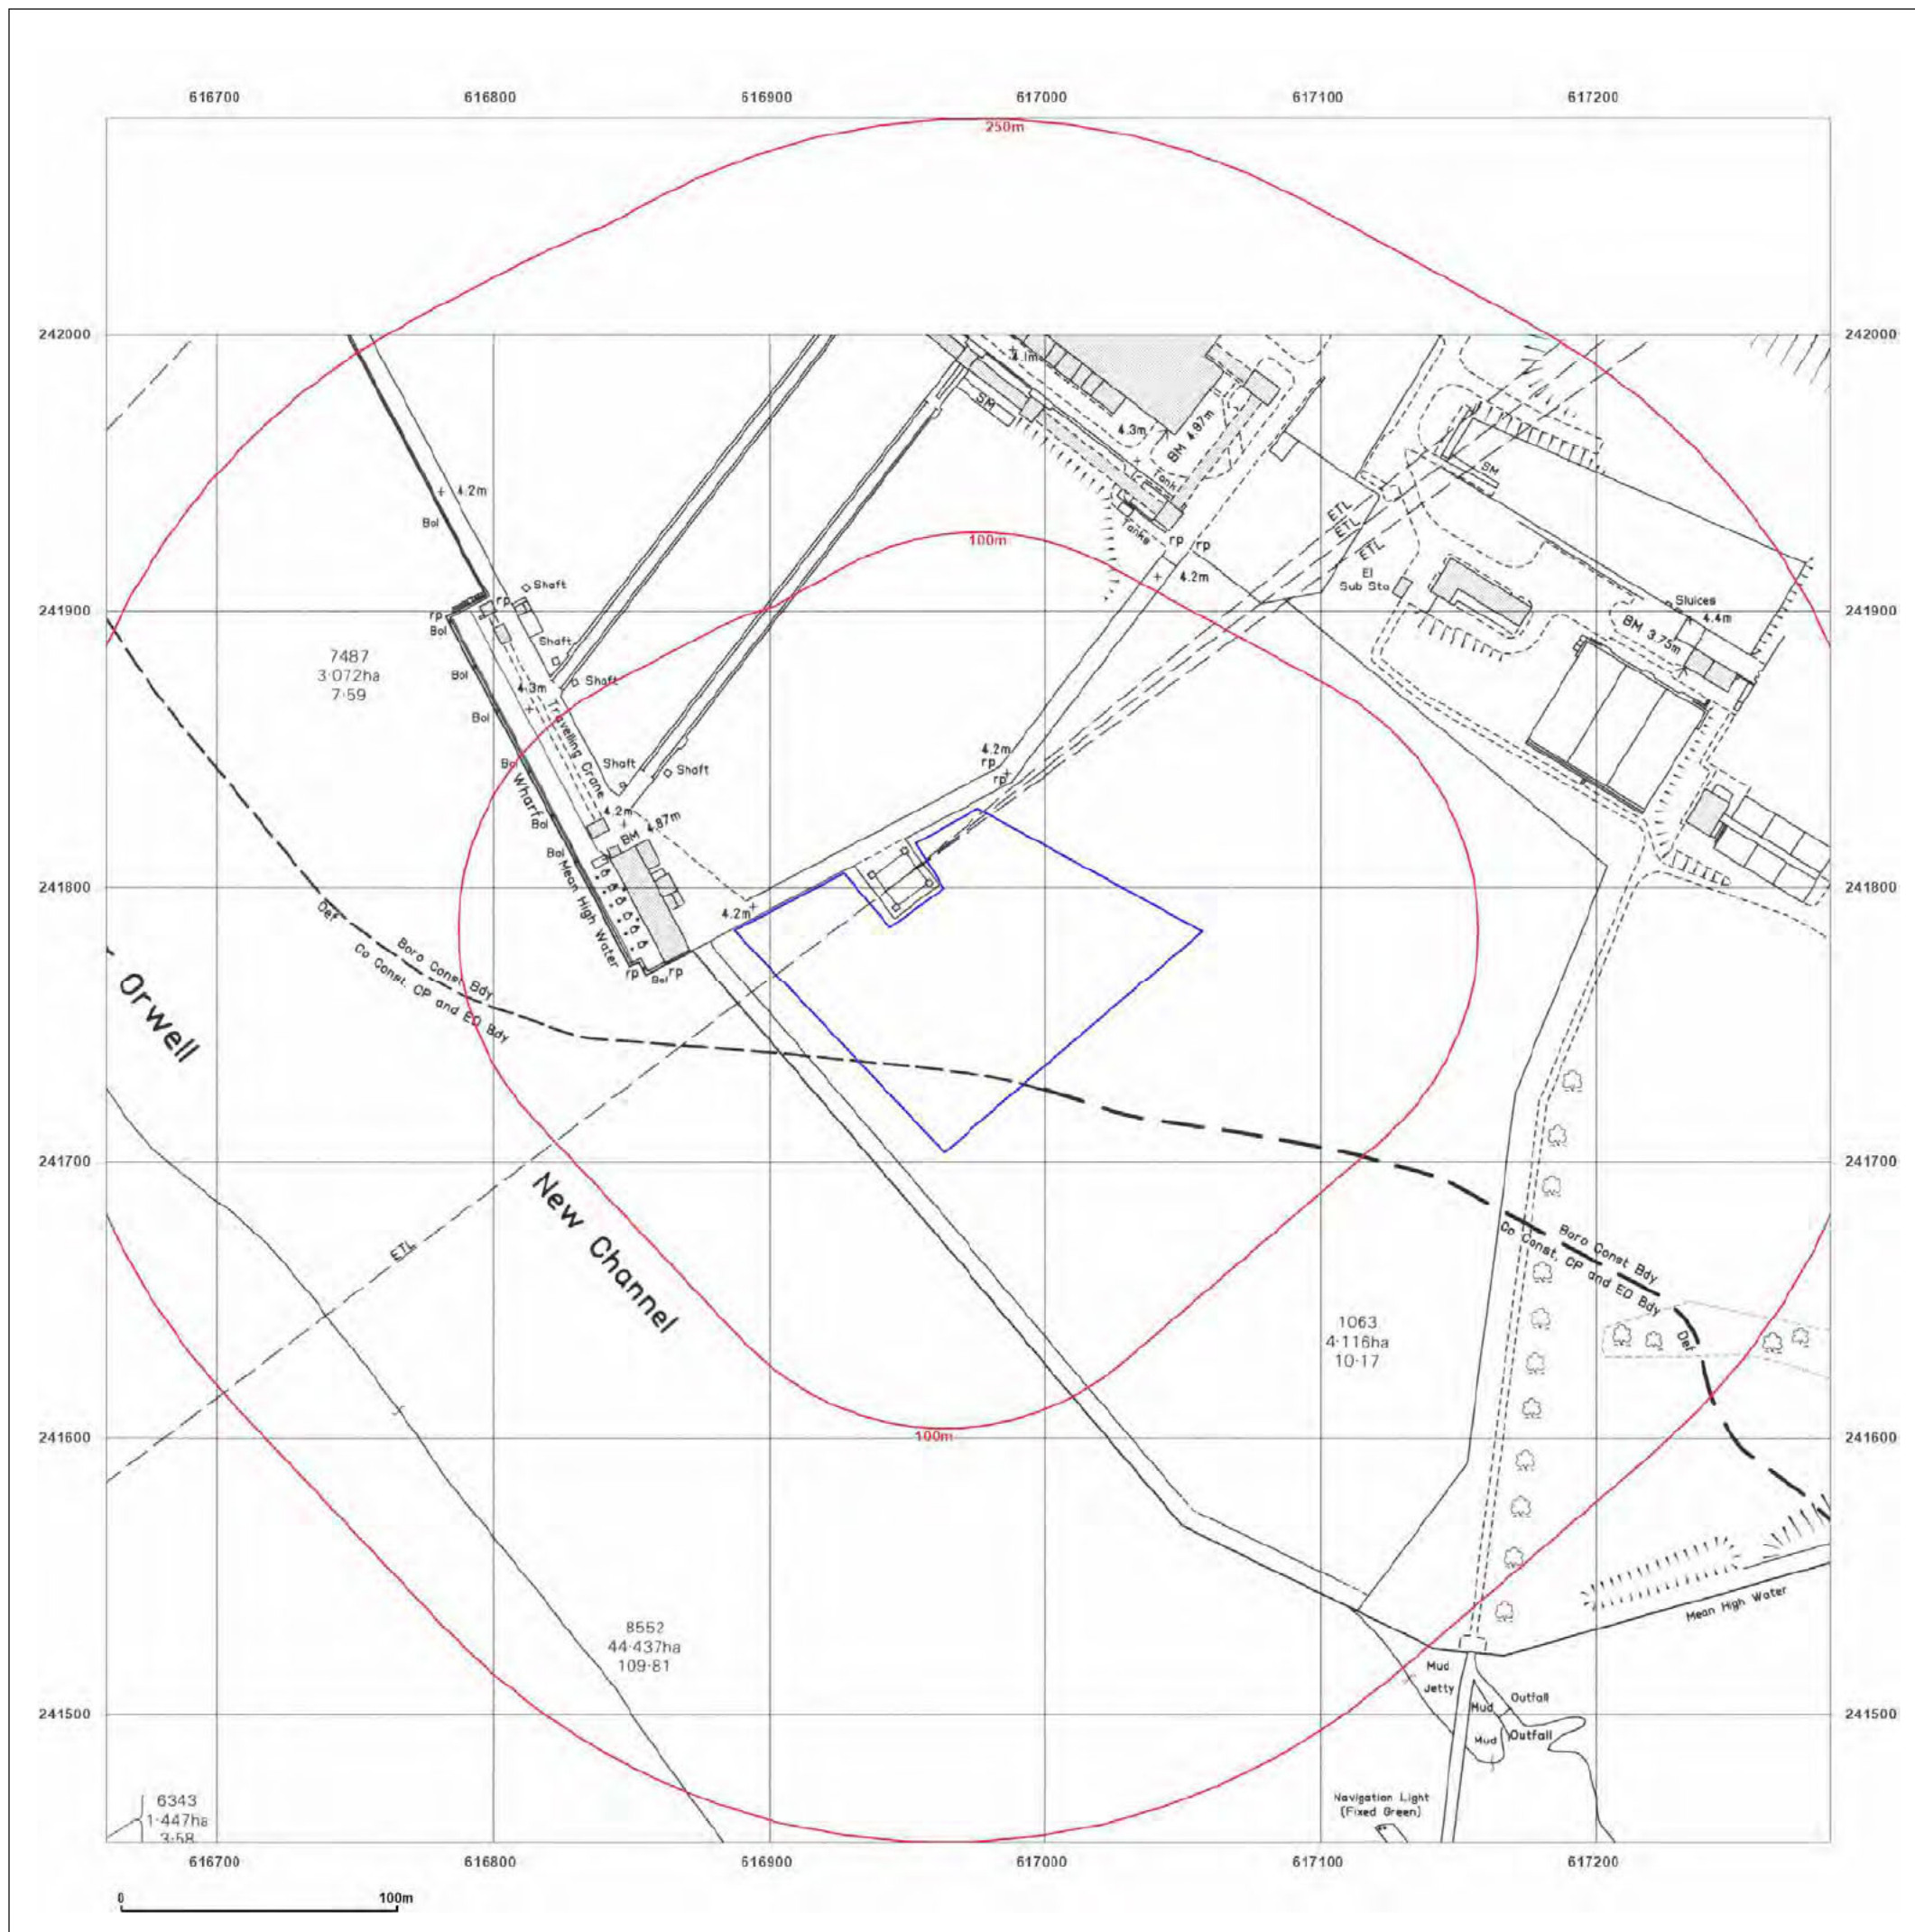 616700 616800 616900 617000 617100 617200
250m
242000 242000
4.1m
SM
4.3m
BM 4.87m
Tank
Tanks
SM
4.2m
Bol
100m
rp rp
4.2m
ETL
ETL
ETL
El
Sub Sta
Shaft
rp
rp
Bol
241900 241900
Sluices
4.4m
BM 3.75m
Shaft
Shaft
7487
3·072ha
7·59
Bol
4.3m
Bol
Travelling Crane
Bol
Wharf
Shaft
Shaft
4.2m
rp
rp
4.2m
BM 4.87m
Bol
Bol
Mean High Water
241800 241800
4.2m
rp
Bol
rp
Def
Boro Const Bdy
Co Const, CP and ED Bdy
Orwell
241700 241700
New Channel
ETL
Boro Const Bdy
Co Const, CP and ED Bdy
Def
1063
4·116ha
10·17
100m
241600 241600
8552
44·437ha
109·81
Mean High Water
Mud
Jetty
Mud
Outfall
Outfall
Mud
241500 241500
Navigation Light
(Fixed Green)
6343
1·447ha
3·58
616700 616800 616900 617000 617100 617200
0 100m